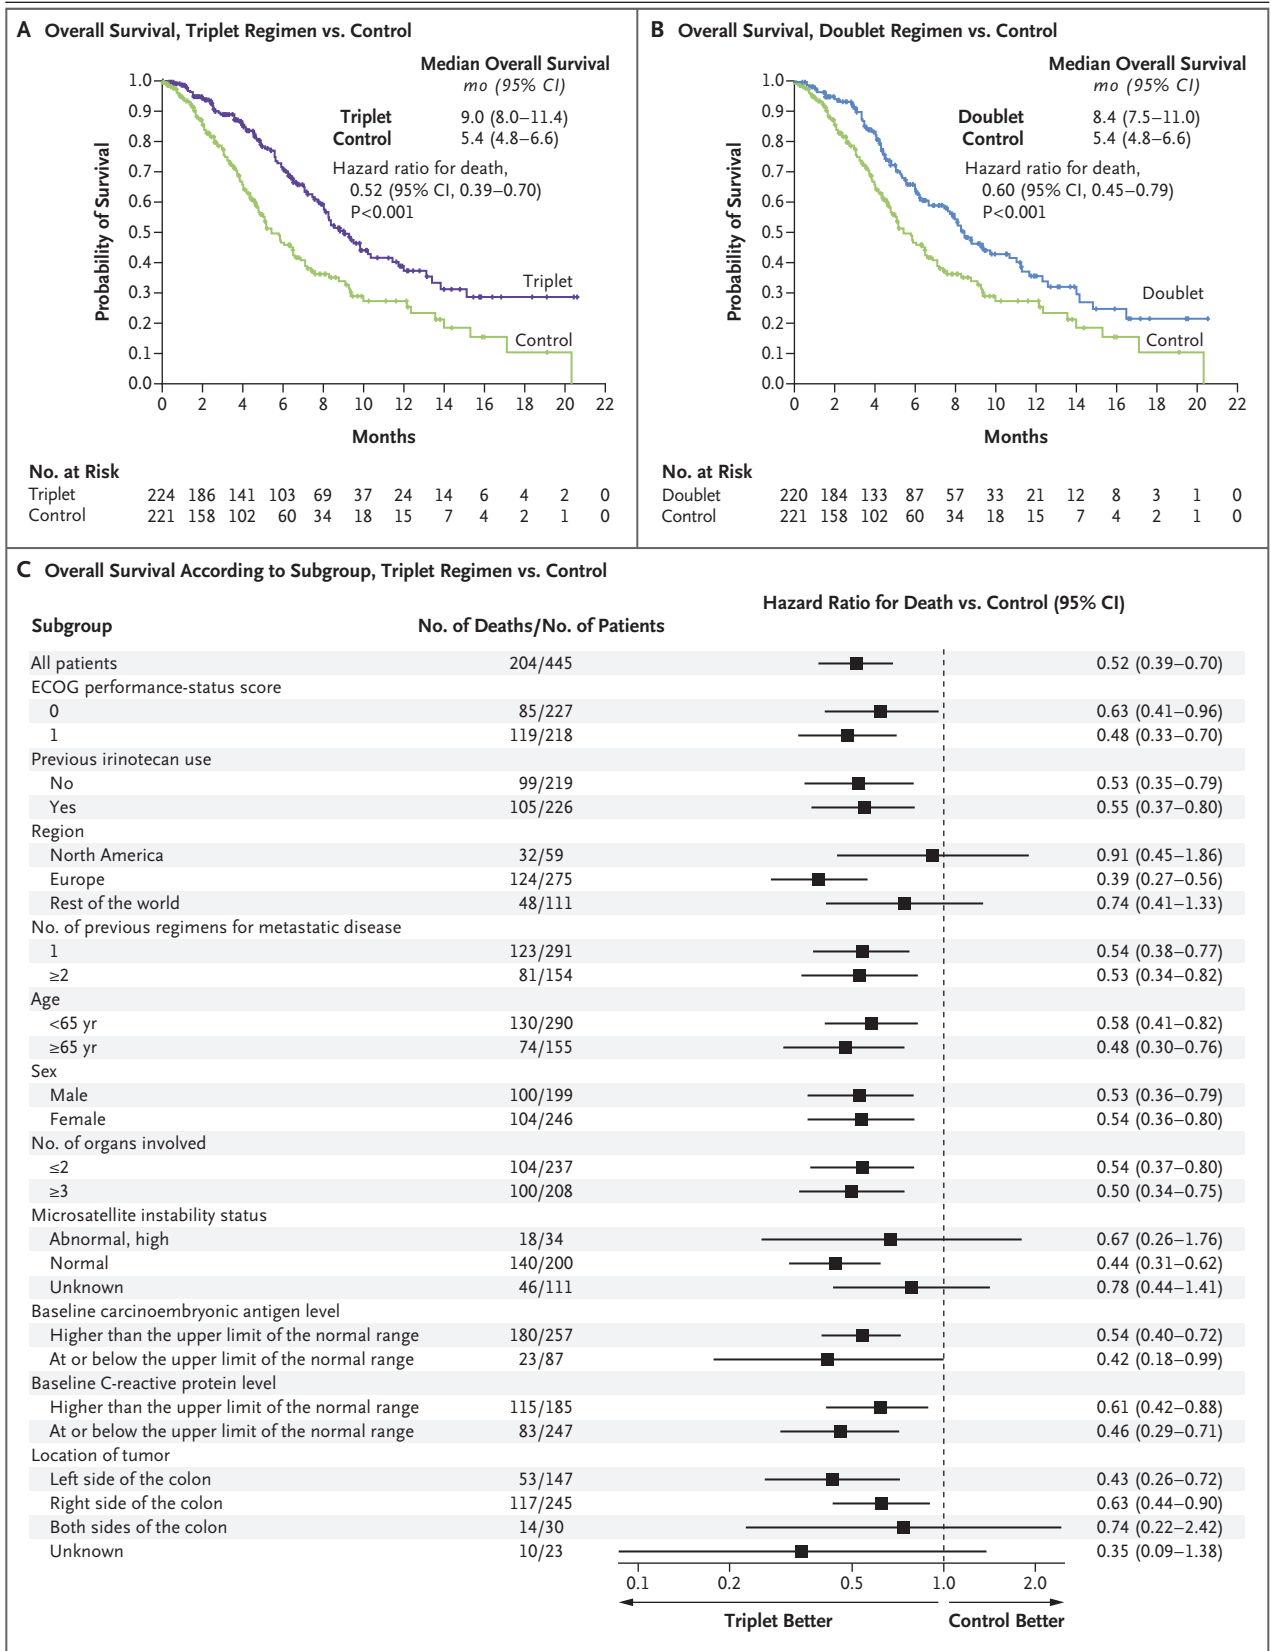 A Overall Survival, Triplet Regimen vs. Control
Median Overall Survival
mo (95% CI)
Triplet 9.0 (8.0–11.4)
Control 5.4 (4.8–6.6)
Hazard ratio for death,
0.52 (95% CI, 0.39–0.70)
P<0.001
Probability of Survival
1.0
0.9
0.8
0.7
0.6
0.5
0.4
0.3
0.2
0.1
0.0
Triplet
Control
0 2 4 6 8 10 12 14 16 18 20 22
Months
No. at Risk
Triplet 224 186 141 103 69 37 24 14 6 4 2 0
Control 221 158 102 60 34 18 15 7 4 2 1 0
B Overall Survival, Doublet Regimen vs. Control
Median Overall Survival
mo (95% CI)
Doublet 8.4 (7.5–11.0)
Control 5.4 (4.8–6.6)
Hazard ratio for death,
0.60 (95% CI, 0.45–0.79)
P<0.001
Probability of Survival
1.0
0.9
0.8
0.7
0.6
0.5
0.4
0.3
0.2
0.1
0.0
Doublet
Control
0 2 4 6 8 10 12 14 16 18 20 22
Months
No. at Risk
Doublet 220 184 133 87 57 33 21 12 8 3 1 0
Control 221 158 102 60 34 18 15 7 4 2 1 0
C Overall Survival According to Subgroup, Triplet Regimen vs. Control
Subgroup No. of Deaths/No. of Patients Hazard Ratio for Death vs. Control (95% CI)
All patients 204/445 0.52 (0.39–0.70)
ECOG performance-status score
0 85/227 0.63 (0.41–0.96)
1 119/218 0.48 (0.33–0.70)
Previous irinotecan use
No 99/219 0.53 (0.35–0.79)
Yes 105/226 0.55 (0.37–0.80)
Region
North America 32/59 0.91 (0.45–1.86)
Europe 124/275 0.39 (0.27–0.56)
Rest of the world 48/111 0.74 (0.41–1.33)
No. of previous regimens for metastatic disease
1 123/291 0.54 (0.38–0.77)
≥2 81/154 0.53 (0.34–0.82)
Age
<65 yr 130/290 0.58 (0.41–0.82)
≥65 yr 74/155 0.48 (0.30–0.76)
Sex
Male 100/199 0.53 (0.36–0.79)
Female 104/246 0.54 (0.36–0.80)
No. of organs involved
≤2 104/237 0.54 (0.37–0.80)
≥3 100/208 0.50 (0.34–0.75)
Microsatellite instability status
Abnormal, high 18/34 0.67 (0.26–1.76)
Normal 140/200 0.44 (0.31–0.62)
Unknown 46/111 0.78 (0.44–1.41)
Baseline carcinoembryonic antigen level
Higher than the upper limit of the normal range 180/257 0.54 (0.40–0.72)
At or below the upper limit of the normal range 23/87 0.42 (0.18–0.99)
Baseline C-reactive protein level
Higher than the upper limit of the normal range 115/185 0.61 (0.42–0.88)
At or below the upper limit of the normal range 83/247 0.46 (0.29–0.71)
Location of tumor
Left side of the colon 53/147 0.43 (0.26–0.72)
Right side of the colon 117/245 0.63 (0.44–0.90)
Both sides of the colon 14/30 0.74 (0.22–2.42)
Unknown 10/23 0.35 (0.09–1.38)
0.1 0.2 0.5 1.0 2.0
Triplet Better Control Better